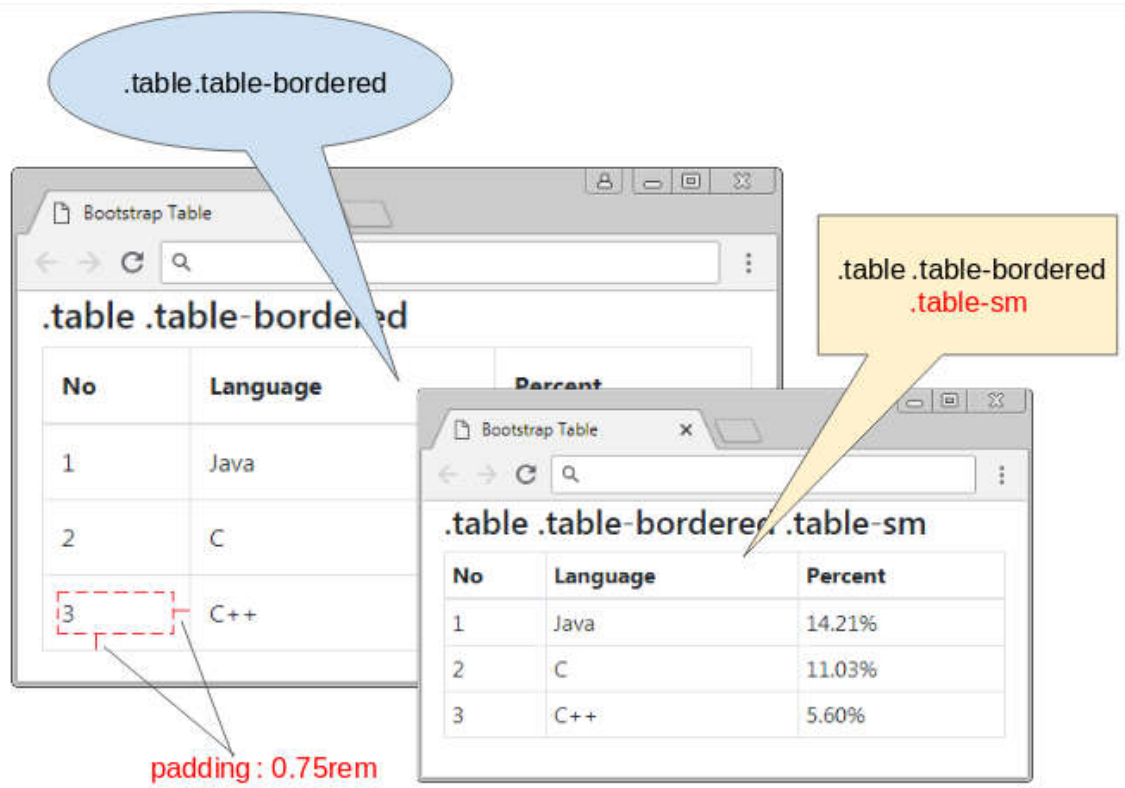 .table.table-bordered
Bootstrap Table
.table .table-bordered
No Language Percent
1 Java
2 C
3 C++
padding : 0.75rem
.table .table-bordered
.table-sm
Bootstrap Table
.table .table-bordered .table-sm
No Language Percent
1 Java 14.21%
2 C 11.03%
3 C++ 5.60%